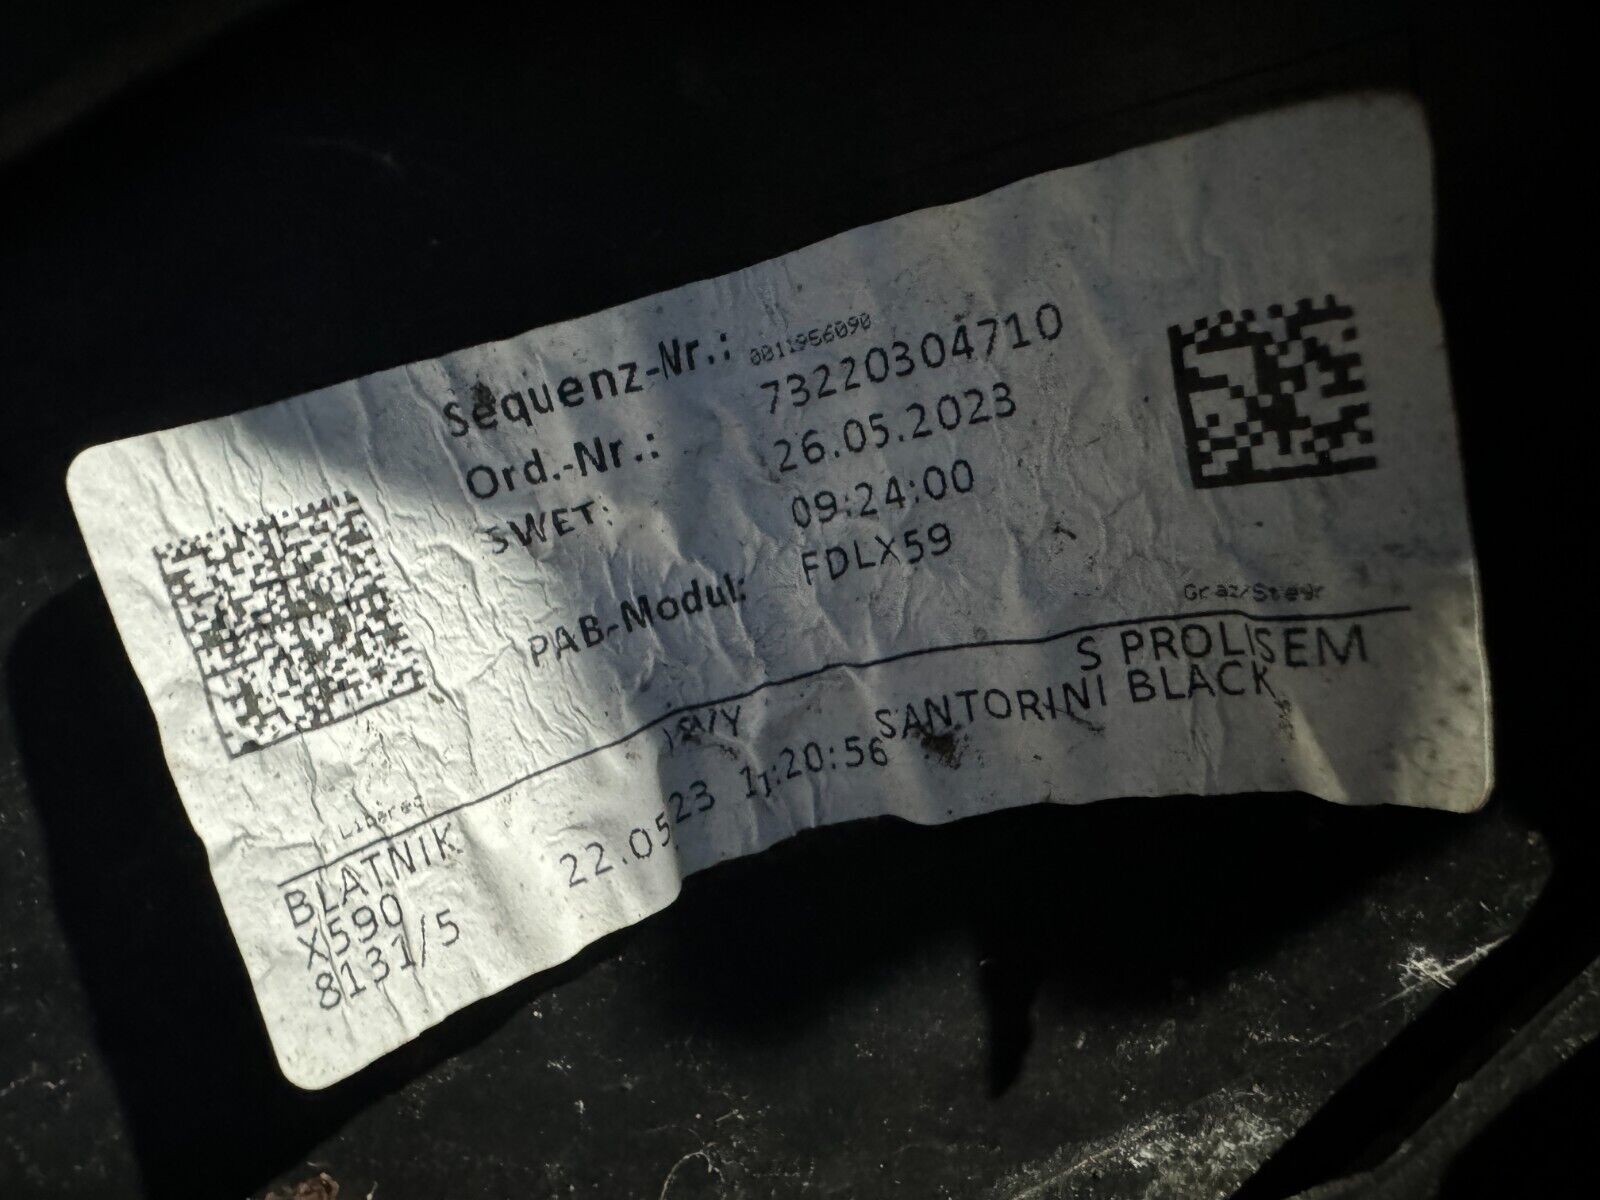 Sequenz-Nr.: 0011956090
Ord.-Nr.: 73220304710
SWET: 26.05.2023
09:24:00
PAB-Modul: FDLX59
Graz/Steyr
S PROLISEM
SANTORINI BLACK
22.05 23 11:20:56
Liberec
BLATNIK
X590
8131/5